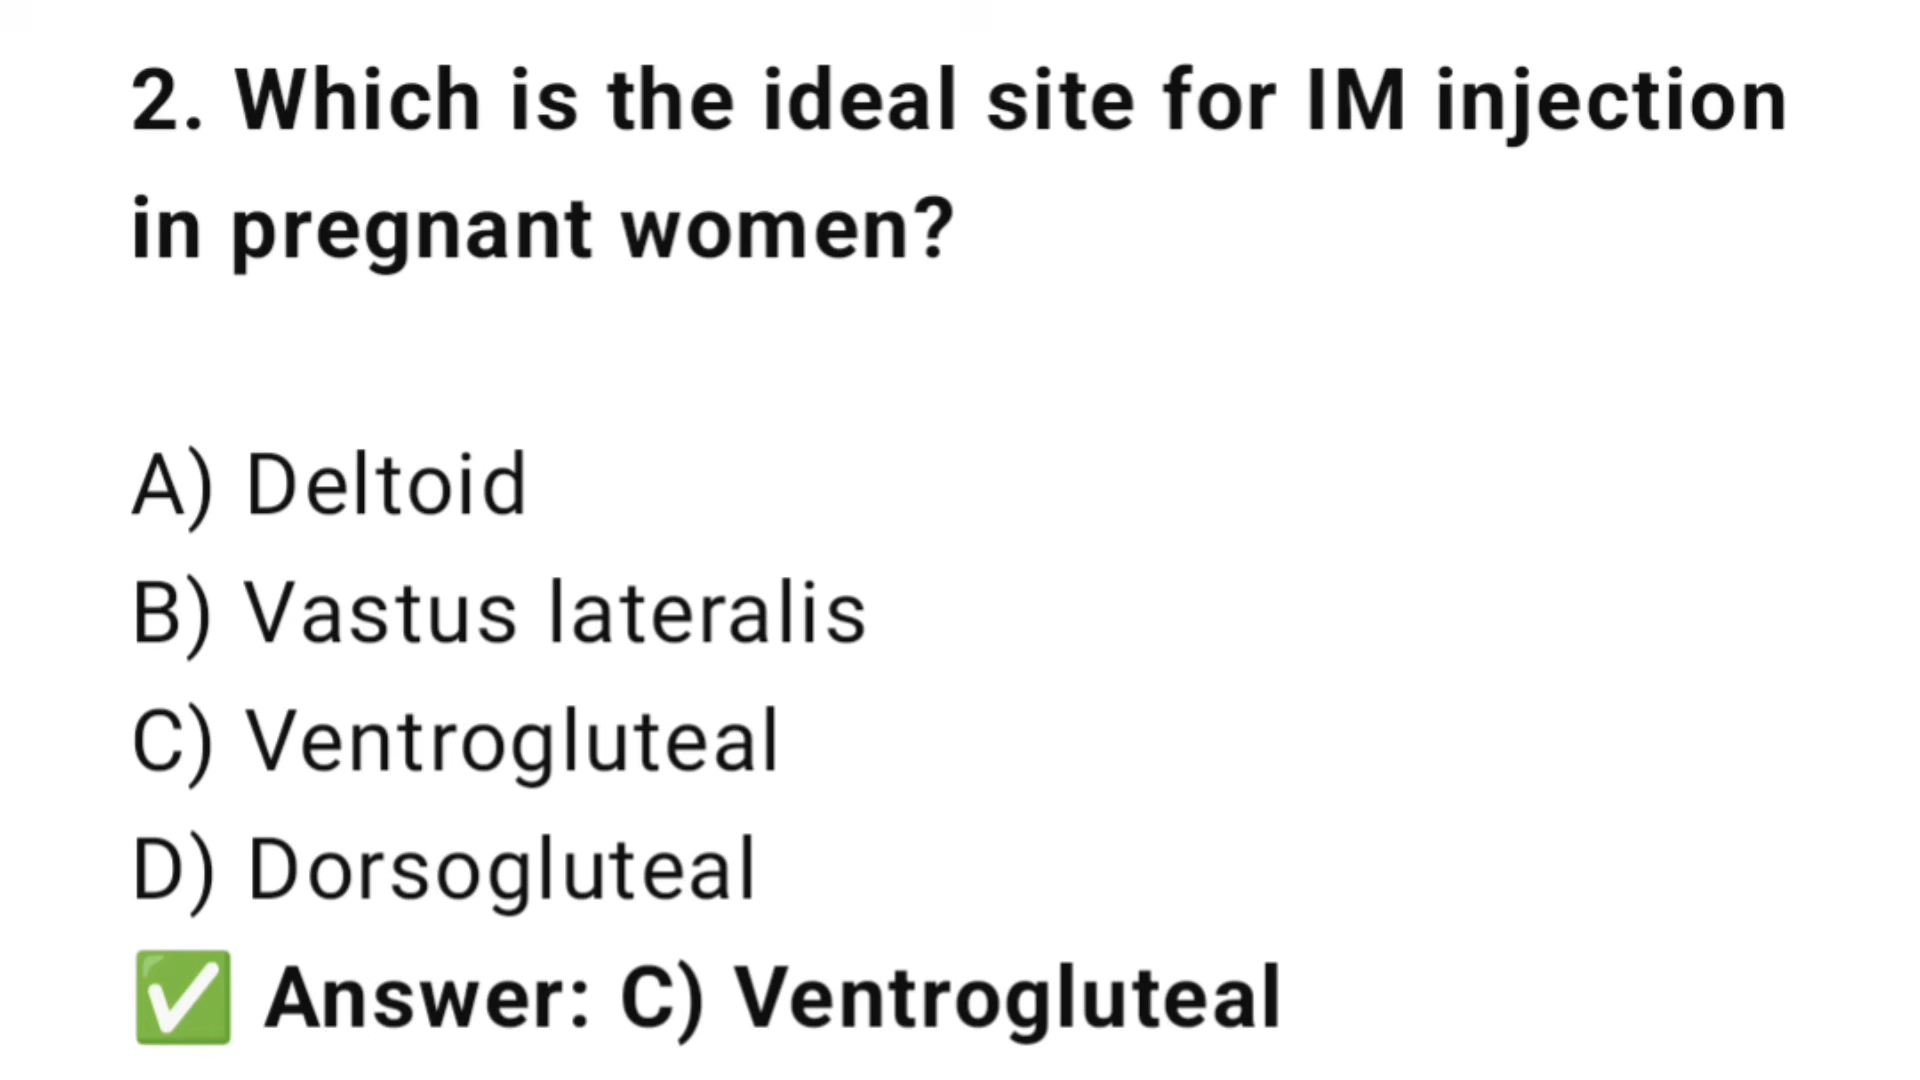 2. Which is the ideal site for IM injection
in pregnant women?
A) Deltoid
B) Vastus lateralis
C) Ventrogluteal
D) Dorsogluteal
✅ Answer: C) Ventrogluteal